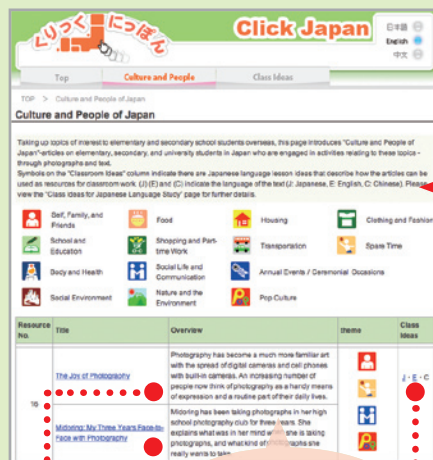 くりっくにっぽん
Click Japan
日本語
English
中文
Top Culture and People Class Ideas
TOP > Culture and People of Japan
Culture and People of Japan
Taking up topics of interest to elementary and secondary school students overseas, this page introduces "Culture and People of
Japan"-articles on elementary, secondary, and university students in Japan who are engaged in activities relating to these topics -
through photographs and text.
Symbols on the "Classroom Ideas" column indicate there are Japanese language lesson ideas that describe how the articles can be
used as resources for classroom work. (J) (E) and (C) indicate the language of the text (J: Japanese, E: English, C: Chinese). Please
view the "Class Ideas for Japanese Language Study" page for further details.
Self, Family, and
Friends
Food
Housing
Clothing and Fashion
School and
Education
Shopping and Part-
time Work
Transportation
Spare Time
Body and Health
Social Life and
Communication
Annual Events / Ceremonial Occasions
Social Environment
Nature and the
Environment
Pop Culture
Resource
No.
Title
Overview
theme
Class
Ideas
The Joy of Photography
Photography has become a much more familiar art
with the spread of digital cameras and cell phones
with built-in cameras. An increasing number of
people now think of photography as a handy means
of expression and a routine part of their daily lives.
J・E・C
Midoring: My Three Years Face-to-
Face with Photography
Midoring has been taking photographs in her high
school photography club for three years. She
explains what was in her mind when she is taking
photographs, and what kind of photographs she
really wants to take.